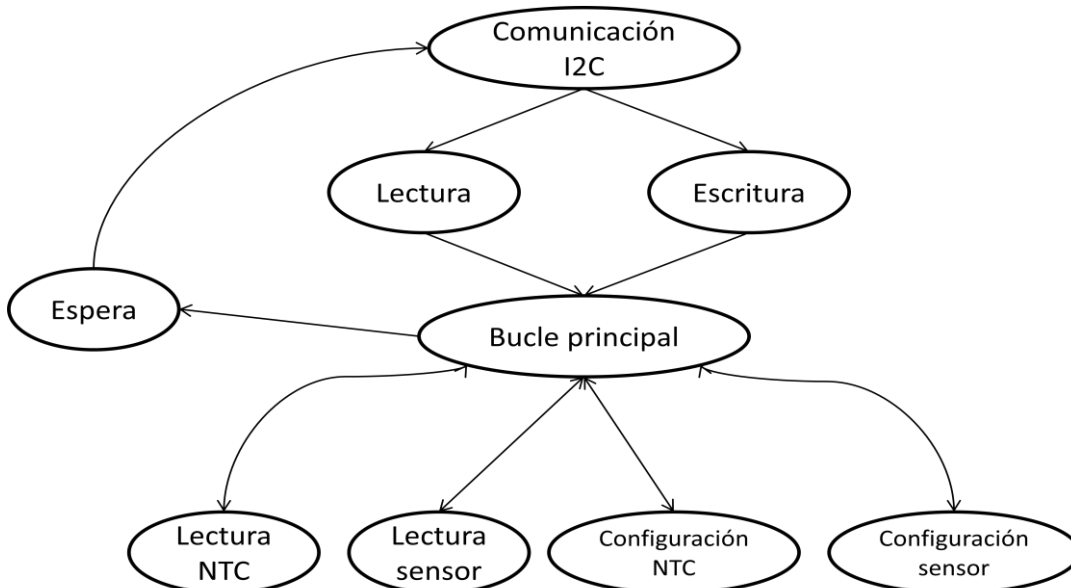 Comunicación
I2C
Lectura
Escritura
Espera
Bucle principal
Lectura
NTC
Lectura
sensor
Configuración
NTC
Configuración
sensor